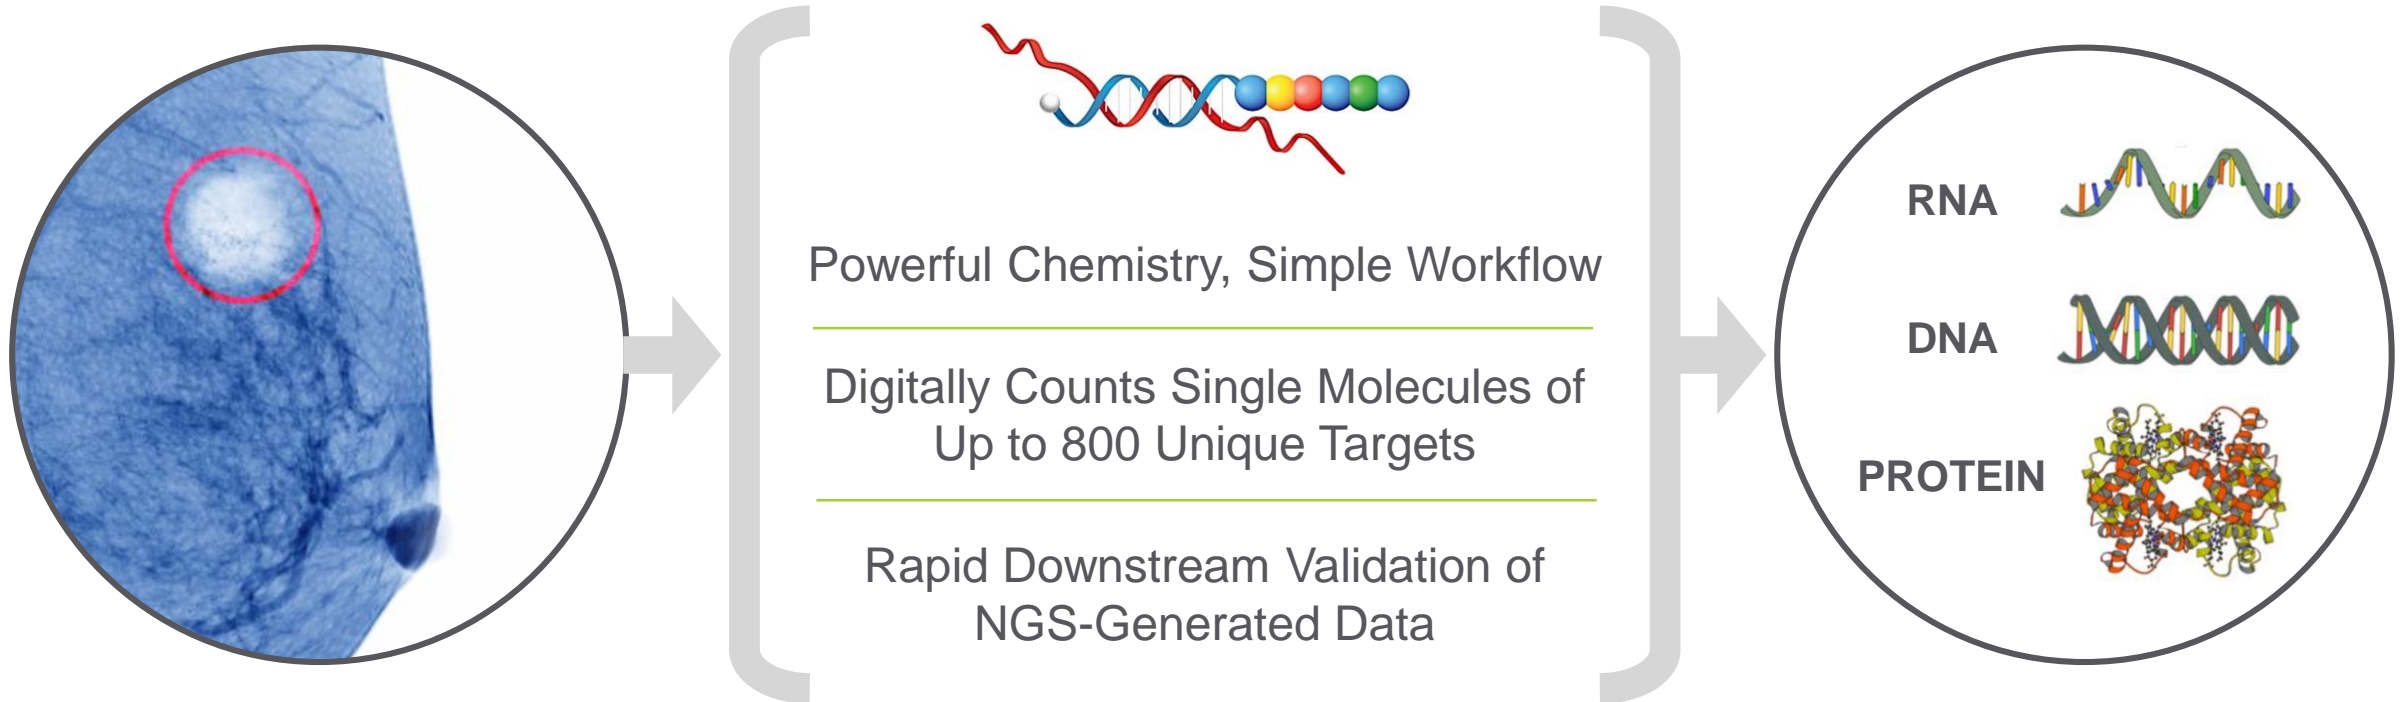 Powerful Chemistry, Simple Workflow
Digitally Counts Single Molecules of
Up to 800 Unique Targets
Rapid Downstream Validation of
NGS-Generated Data
RNA
DNA
PROTEIN